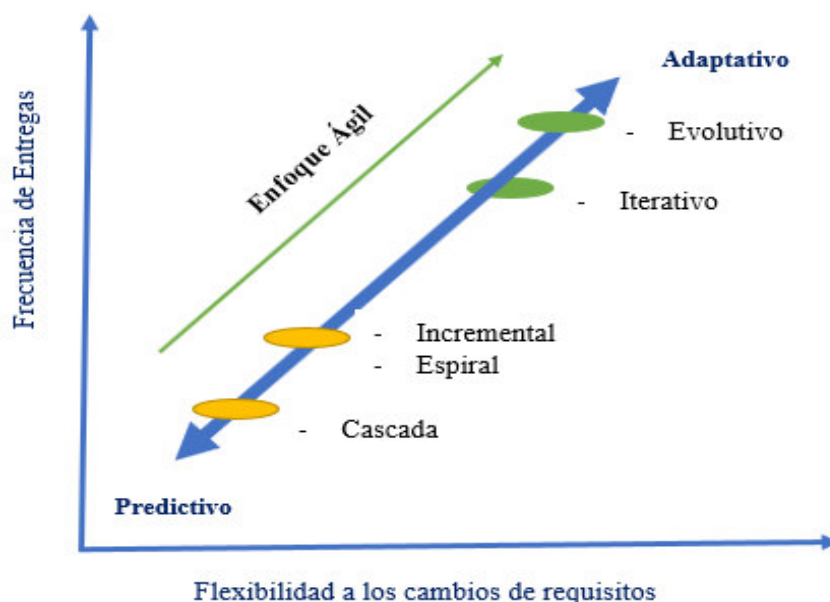 Adaptativo
- Evolutivo
- Iterativo
Enfoque Ágil
Frecuencia de Entregas
- Incremental
- Espiral
- Cascada
Predictivo
Flexibilidad a los cambios de requisitos